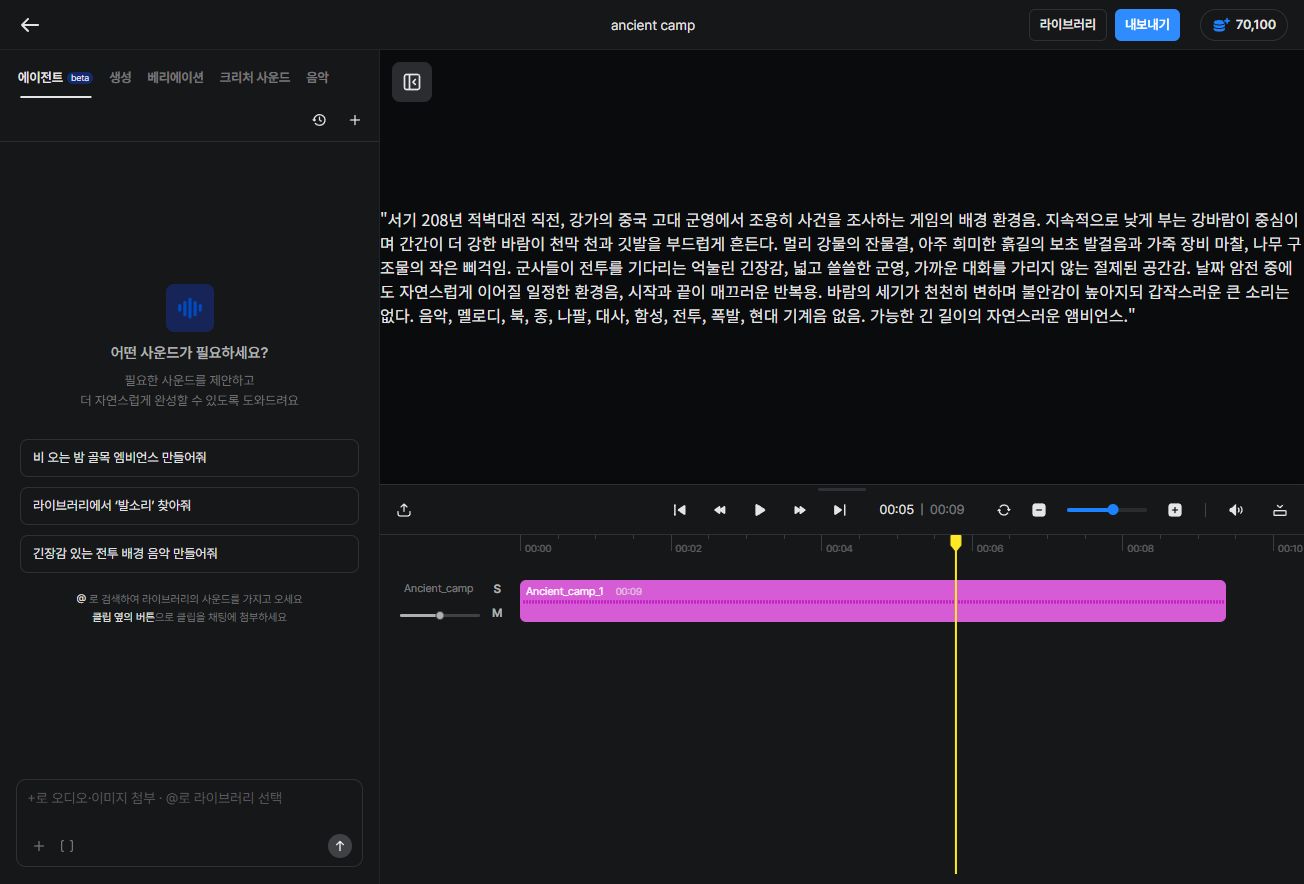 ancient camp
라이브러리
내보내기
70,100
에이전트 beta
생성
베리에이션
크리처 사운드
음악
어떤 사운드가 필요하세요?
필요한 사운드를 제안하고
더 자연스럽게 완성할 수 있도록 도와드려요
비 오는 밤 골목 엠비언스 만들어줘
라이브러리에서 ‘발소리’ 찾아줘
긴장감 있는 전투 배경 음악 만들어줘
@ 로 검색하여 라이브러리의 사운드를 가지고 오세요
클립 옆의 버튼으로 클립을 채팅에 첨부하세요
+로 오디오·이미지 첨부 · @로 라이브러리 선택
"서기 208년 적벽대전 직전, 강가의 중국 고대 군영에서 조용히 사건을 조사하는 게임의 배경 환경음. 지속적으로 낮게 부는 강바람이 중심이
며 간간이 더 강한 바람이 천막 천과 깃발을 부드럽게 흔든다. 멀리 강물의 잔물결, 아주 희미한 흙길의 보초 발걸음과 가죽 장비 마찰, 나무 구
조물의 작은 삐걱임. 군사들이 전투를 기다리는 억눌린 긴장감, 넓고 쓸쓸한 군영, 가까운 대화를 가리지 않는 절제된 공간감. 날짜 암전 중에
도 자연스럽게 이어질 일정한 환경음, 시작과 끝이 매끄러운 반복용. 바람의 세기가 천천히 변하며 불안감이 높아지되 갑작스러운 큰 소리는
없다. 음악, 멜로디, 북, 종, 나팔, 대사, 함성, 전투, 폭발, 현대 기계음 없음. 가능한 긴 길이의 자연스러운 앰비언스."
00:05 | 00:09
00:00
00:02
00:04
00:06
00:08
00:10
Ancient_camp
S
M
Ancient_camp_1 00:09